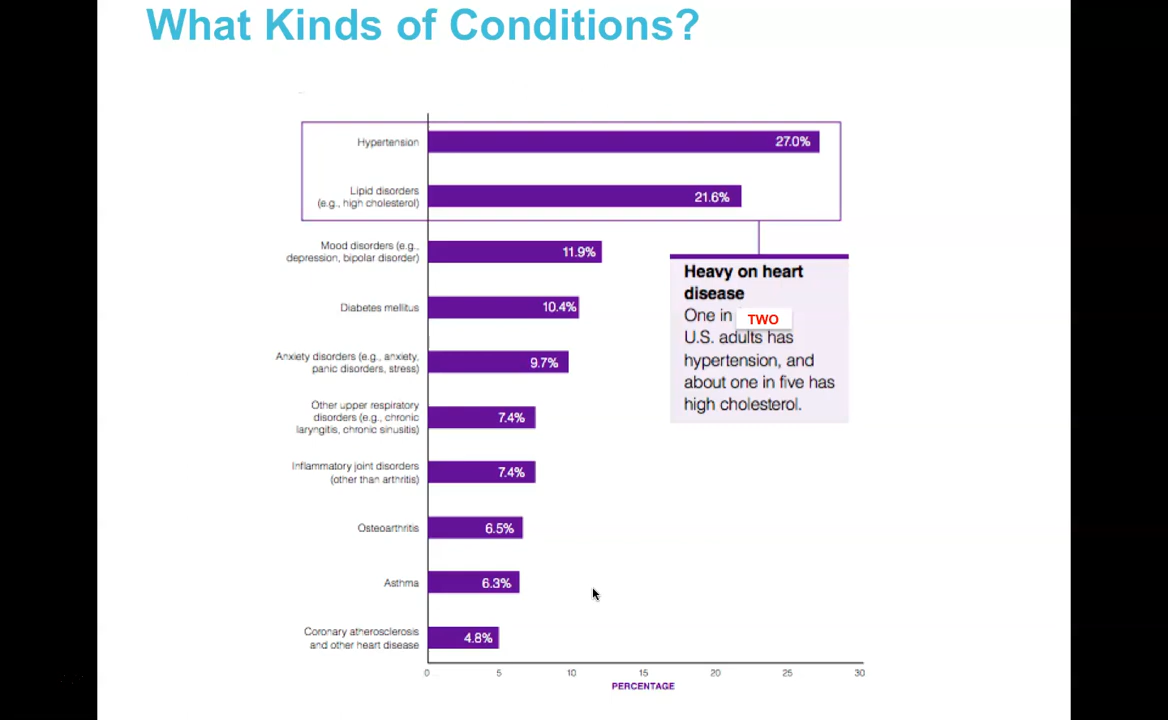 What Kinds of Conditions?
Hypertension
27.0%
Lipid disorders
(e.g., high cholesterol)
21.6%
Mood disorders (e.g.,
depression, bipolar disorder)
11.9%
Diabetes mellitus
10.4%
Anxiety disorders (e.g., anxiety,
panic disorders, stress)
9.7%
Other upper respiratory
disorders (e.g., chronic
laryngitis, chronic sinusitis)
7.4%
Inflammatory joint disorders
(other than arthritis)
7.4%
Osteoarthritis
6.5%
Asthma
6.3%
Coronary atherosclerosis
and other heart disease
4.8%
0 5 10 15 20 25 30
PERCENTAGE
Heavy on heart
disease
One in TWO
U.S. adults has
hypertension, and
about one in five has
high cholesterol.